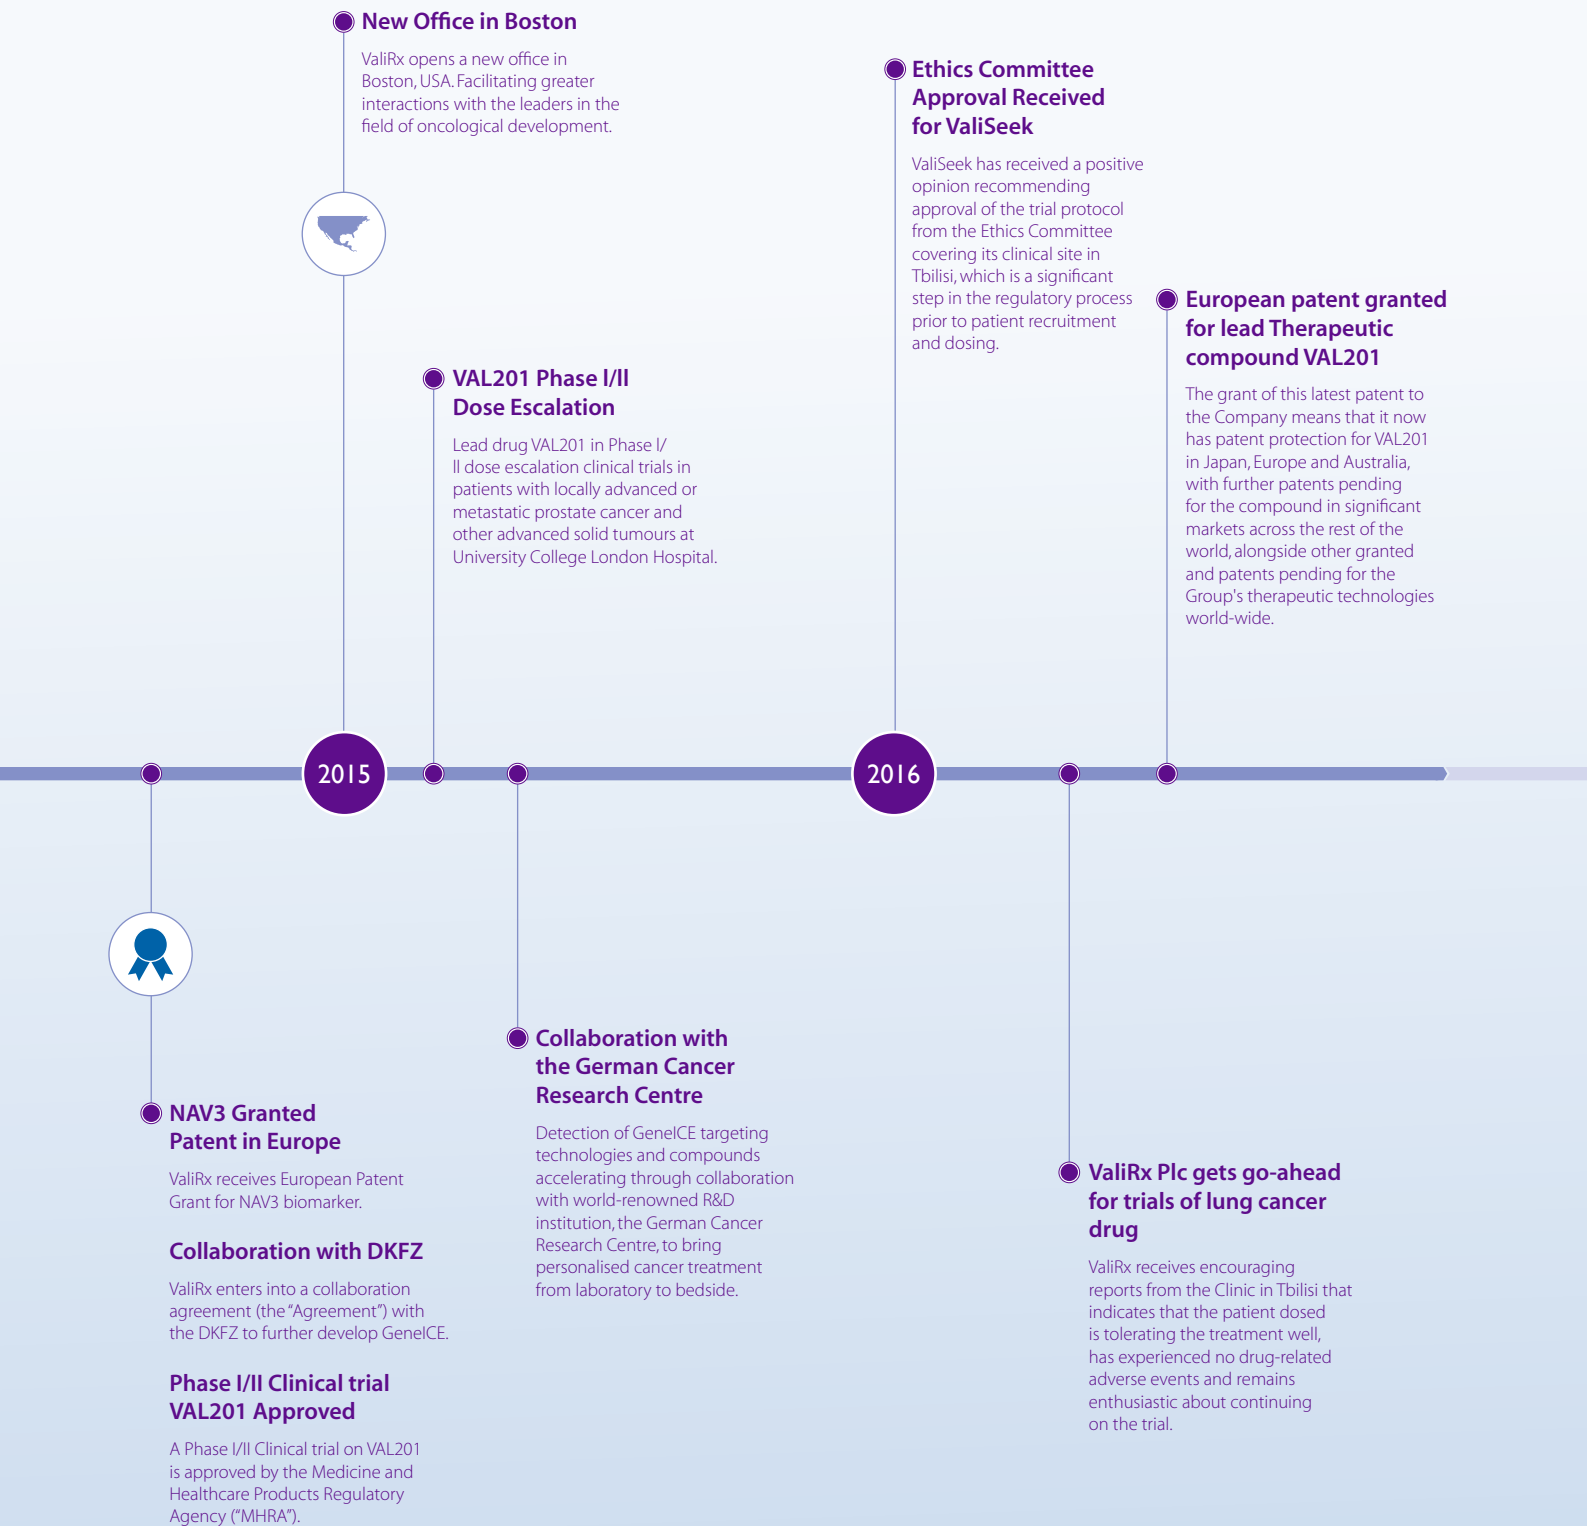 New Office in Boston
ValiRx opens a new office in
Boston, USA. Facilitating greater
interactions with the leaders in the
field of oncological development.
Ethics Committee
Approval Received
for ValiSeek
ValiSeek has received a positive
opinion recommending
approval of the trial protocol
from the Ethics Committee
covering its clinical site in
Tbilisi, which is a significant
step in the regulatory process
prior to patient recruitment
and dosing.
European patent granted
for lead Therapeutic
compound VAL201
The grant of this latest patent to
the Company means that it now
has patent protection for VAL201
in Japan, Europe and Australia,
with further patents pending
for the compound in significant
markets across the rest of the
world, alongside other granted
and patents pending for the
Group's therapeutic technologies
world-wide.
VAL201 Phase l/ll
Dose Escalation
Lead drug VAL201 in Phase l/
ll dose escalation clinical trials in
patients with locally advanced or
metastatic prostate cancer and
other advanced solid tumours at
University College London Hospital.
2015
2016
NAV3 Granted
Patent in Europe
ValiRx receives European Patent
Grant for NAV3 biomarker.
Collaboration with DKFZ
ValiRx enters into a collaboration
agreement (the “Agreement”) with
the DKFZ to further develop GeneICE.
Phase I/II Clinical trial
VAL201 Approved
A Phase I/II Clinical trial on VAL201
is approved by the Medicine and
Healthcare Products Regulatory
Agency (“MHRA”).
Collaboration with
the German Cancer
Research Centre
Detection of GeneICE targeting
technologies and compounds
accelerating through collaboration
with world-renowned R&D
institution, the German Cancer
Research Centre, to bring
personalised cancer treatment
from laboratory to bedside.
ValiRx Plc gets go-ahead
for trials of lung cancer
drug
ValiRx receives encouraging
reports from the Clinic in Tbilisi that
indicates that the patient dosed
is tolerating the treatment well,
has experienced no drug-related
adverse events and remains
enthusiastic about continuing
on the trial.